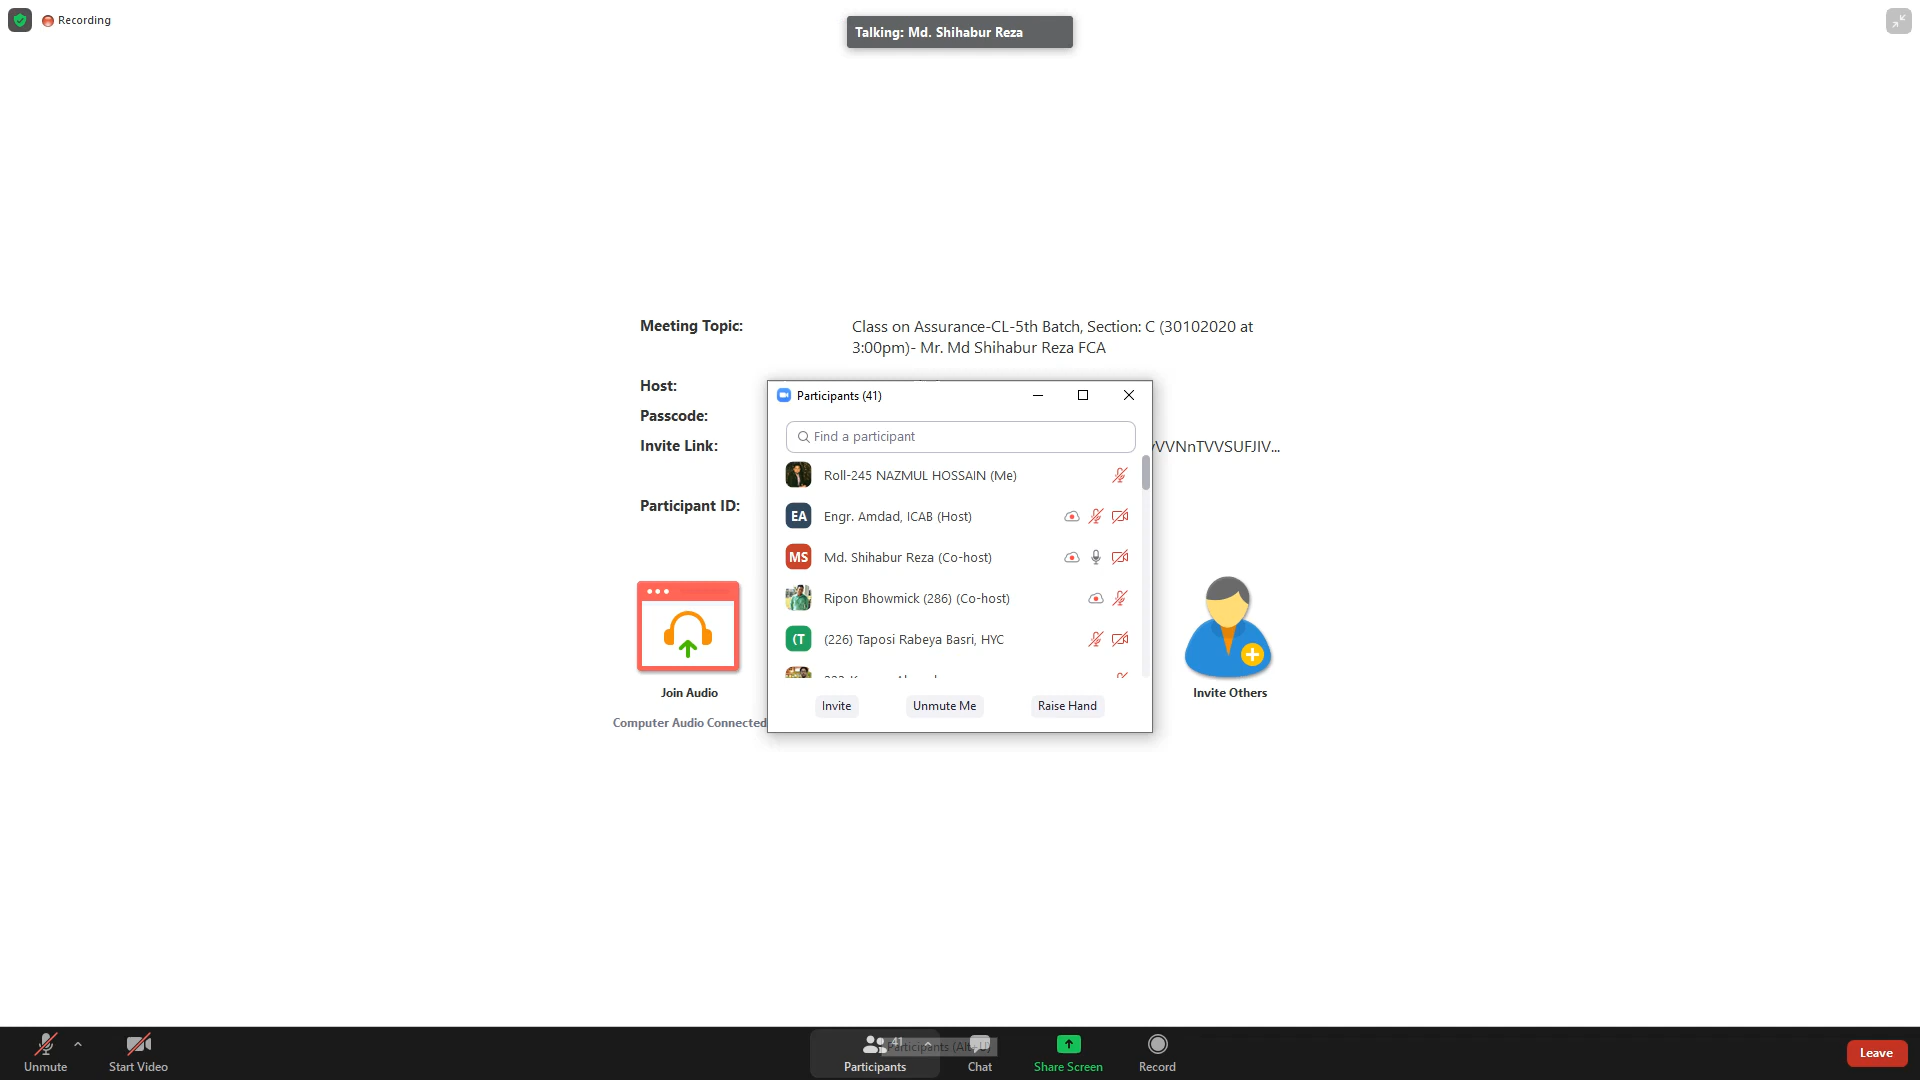 Recording
Talking: Md. Shihabur Reza
Meeting Topic:
Class on Assurance-CL-5th Batch, Section: C (30102020 at
3:00pm)- Mr. Md Shihabur Reza FCA
Host:
Passcode:
Invite Link:
Participant ID:
Participants (41)
Find a participant
Roll-245 NAZMUL HOSSAIN (Me)
EA Engr. Amdad, ICAB (Host)
MS Md. Shihabur Reza (Co-host)
Ripon Bhowmick (286) (Co-host)
(T (226) Taposi Rabeya Basri, HYC
Invite Unmute Me Raise Hand
Join Audio
Computer Audio Connected
Invite Others
Unmute
Start Video
41
Participants (Alt+U)
Participants
Chat
Share Screen
Record
Leave